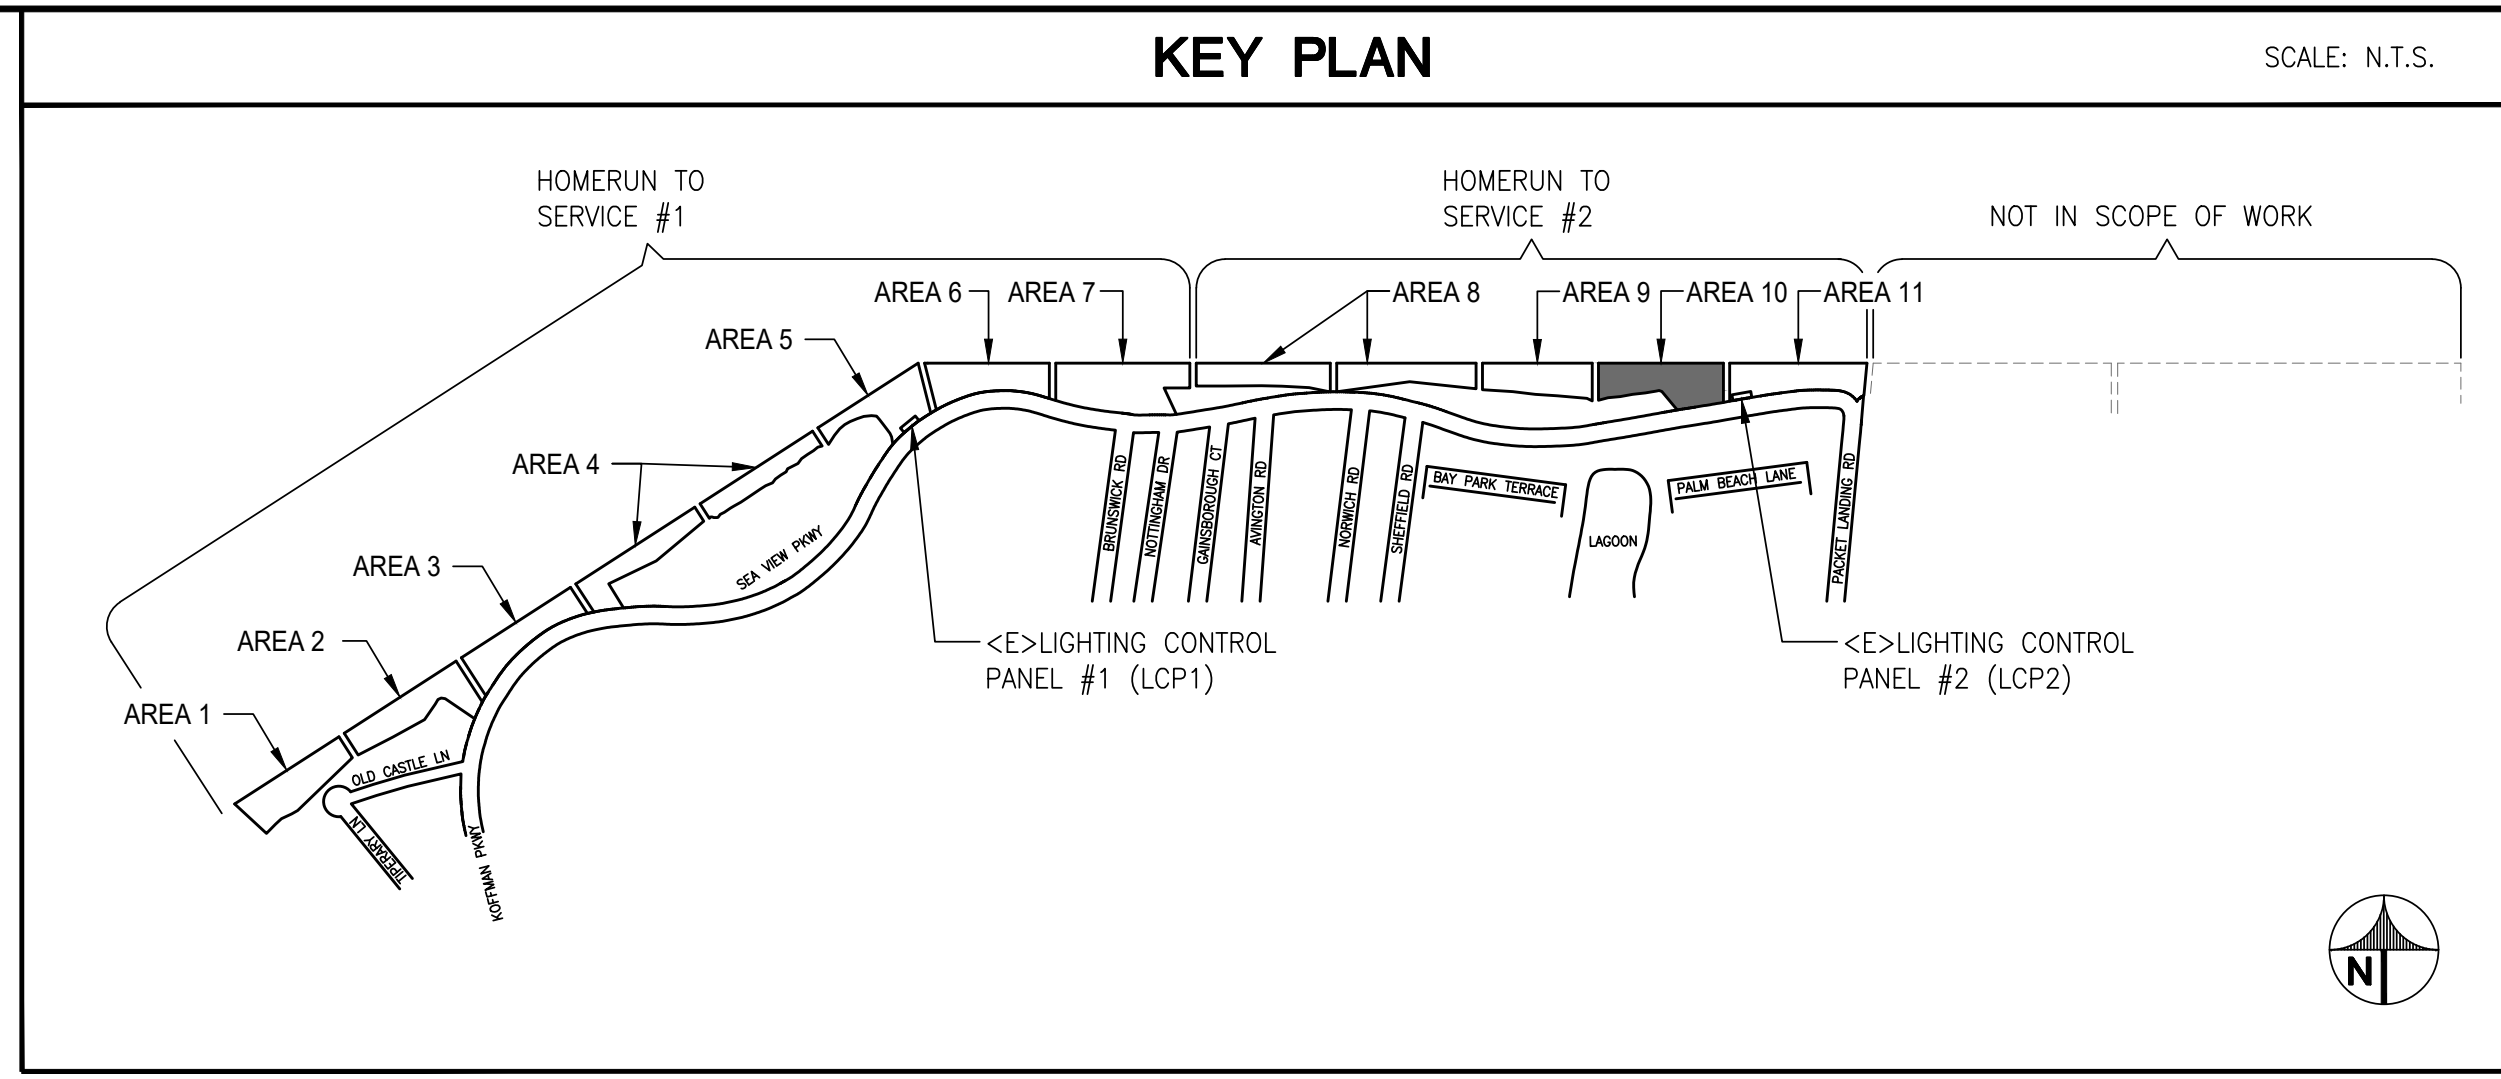 KEY PLAN
SCALE: N.T.S.
HOMERUN TO
SERVICE #1
HOMERUN TO
SERVICE #2
NOT IN SCOPE OF WORK
AREA 6
AREA 7
AREA 8
AREA 9
AREA 10
AREA 11
AREA 5
AREA 4
AREA 3
AREA 2
AREA 1
SEA VIEW PKWY
BRUNSWICK RD
NOTTINGHAM DR
GAINSBOROUGH CT
AVINGTON RD
NORWICH RD
SHEFFIELD RD
BAY PARK TERRACE
LAGOON
PALM BEACH LANE
PACKET LANDING RD
<E>LIGHTING CONTROL
PANEL #1 (LCP1)
<E>LIGHTING CONTROL
PANEL #2 (LCP2)
OLD CASTLE LN
TIPERARY LN
KOFFMAN PKWY
N